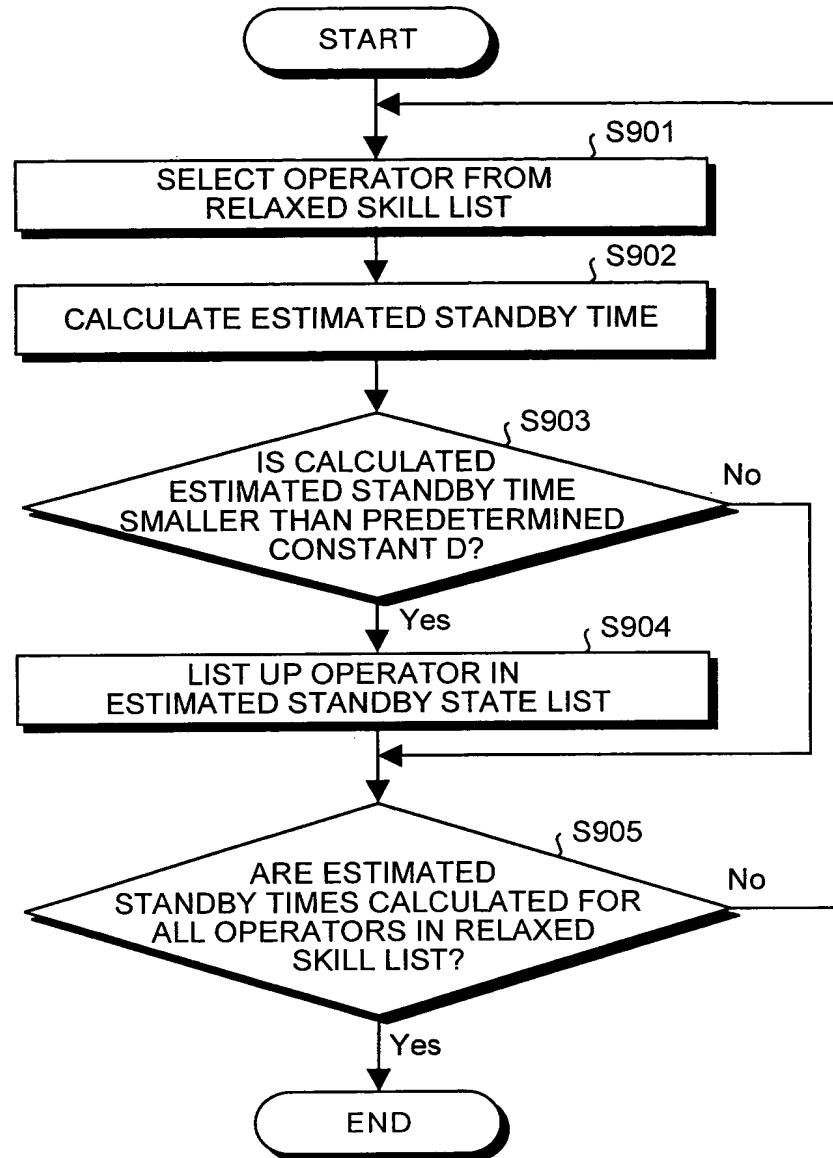 START
S901
SELECT OPERATOR FROM
RELAXED SKILL LIST
S902
CALCULATE ESTIMATED STANDBY TIME
S903
IS CALCULATED
ESTIMATED STANDBY TIME
SMALLER THAN PREDETERMINED
CONSTANT D?
No
Yes
S904
LIST UP OPERATOR IN
ESTIMATED STANDBY STATE LIST
S905
ARE ESTIMATED
STANDBY TIMES CALCULATED FOR
ALL OPERATORS IN RELAXED
SKILL LIST?
No
Yes
END